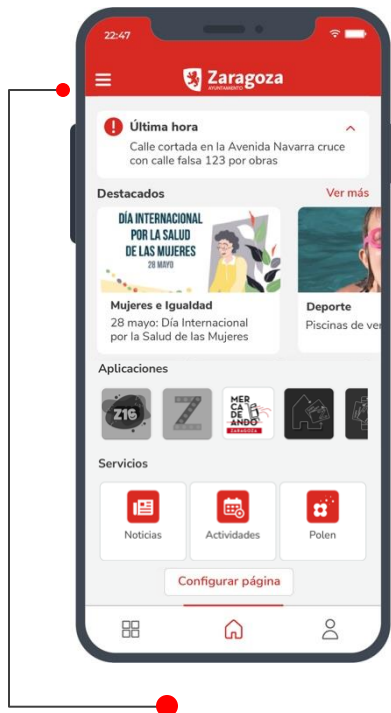 22:47
Zaragoza
AYUNTAMIENTO
Última hora
Calle cortada en la Avenida Navarra cruce
con calle falsa 123 por obras
Destacados
Ver más
DÍA INTERNACIONAL
POR LA SALUD
DE LAS MUJERES
28 MAYO
Mujeres e Igualdad
28 mayo: Día Internacional
por la Salud de las Mujeres
Deporte
Piscinas de ver
Aplicaciones
Z16
Z
MER
CA
DE
ANDO
ZARAGOZA
Servicios
Noticias
Actividades
Polen
Configurar página